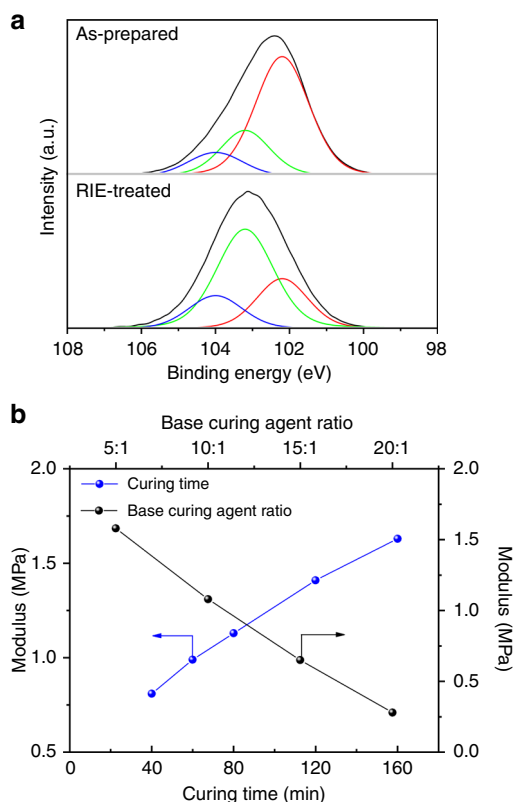 a
As-prepared
RIE-treated
Intensity (a.u.)
108 106 104 102 100 98
Binding energy (eV)
b
Base curing agent ratio
5:1 10:1 15:1 20:1
Curing time
Base curing agent ratio
2.0 2.0
1.5 1.5
1.0 1.0
0.5
0.5 0.0
Modulus (MPa)
Modulus (MPa)
0 40 80 120 160
Curing time (min)